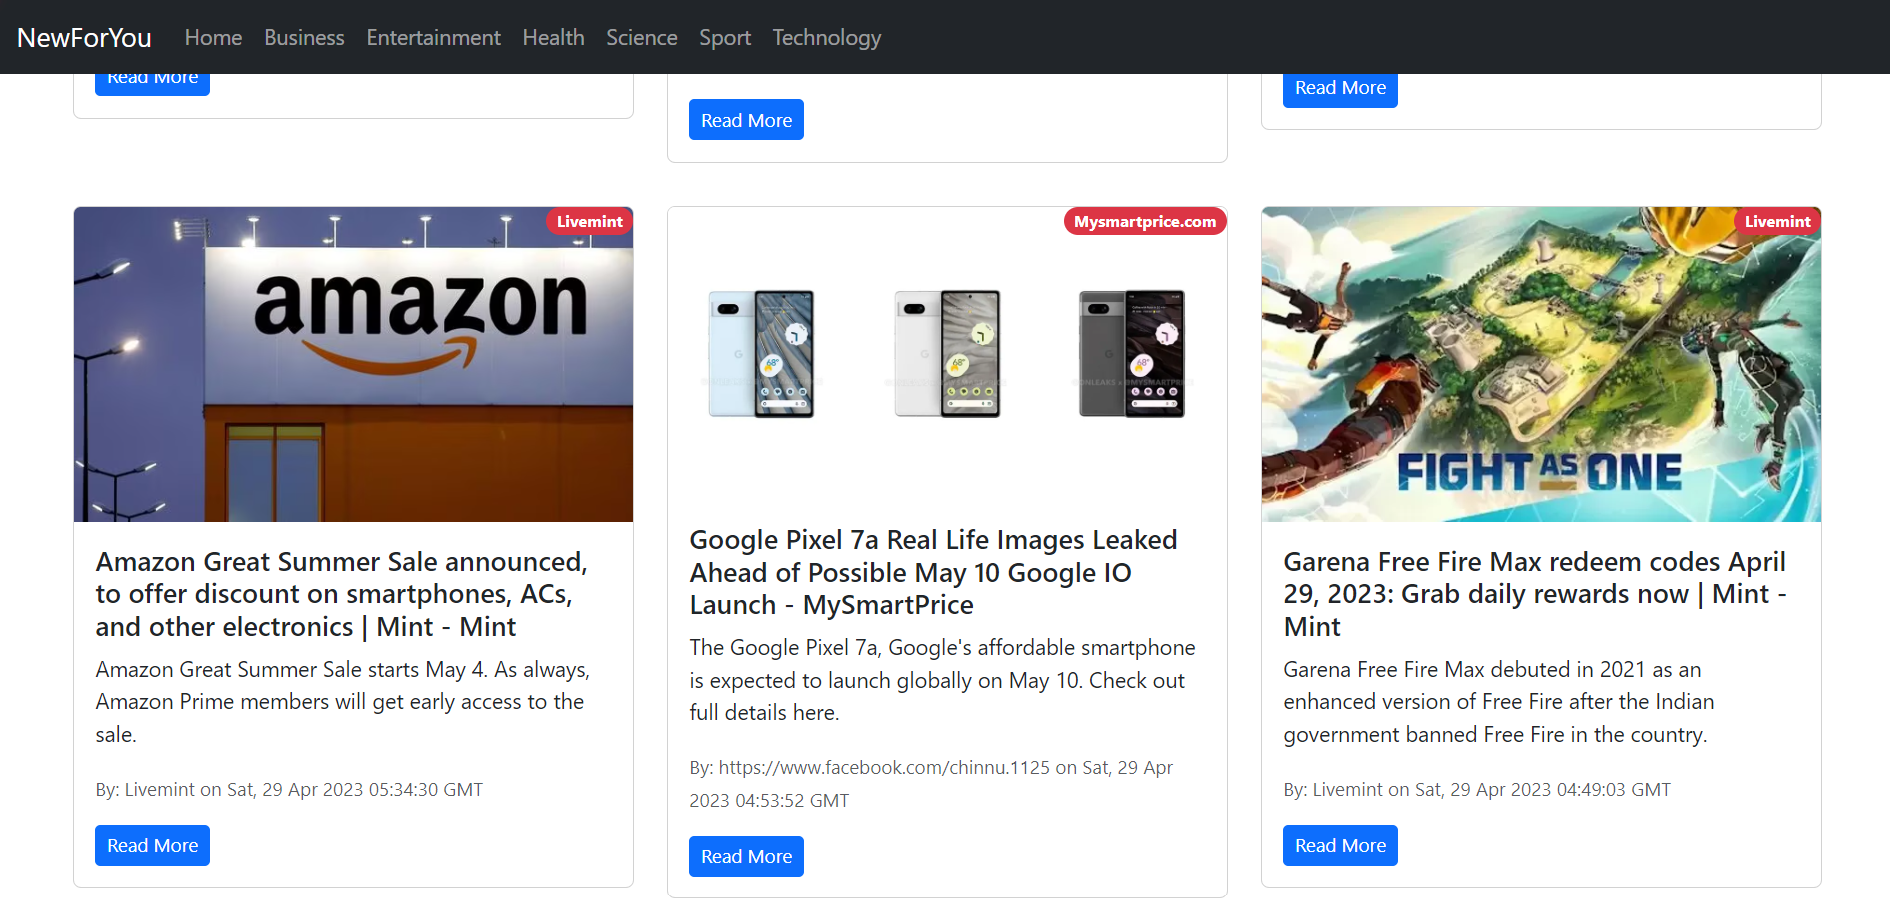 NewForYou Home Business Entertainment Health Science Sport Technology
Read More
Read More
Read More
Livemint
amazon
Amazon Great Summer Sale announced,
to offer discount on smartphones, ACs,
and other electronics | Mint - Mint
Amazon Great Summer Sale starts May 4. As always,
Amazon Prime members will get early access to the
sale.
By: Livemint on Sat, 29 Apr 2023 05:34:30 GMT
Read More
Mysmartprice.com
Google Pixel 7a Real Life Images Leaked
Ahead of Possible May 10 Google IO
Launch - MySmartPrice
The Google Pixel 7a, Google's affordable smartphone
is expected to launch globally on May 10. Check out
full details here.
By: https://www.facebook.com/chinnu.1125 on Sat, 29 Apr
2023 04:53:52 GMT
Read More
Livemint
FIGHT AS ONE
Garena Free Fire Max redeem codes April
29, 2023: Grab daily rewards now | Mint -
Mint
Garena Free Fire Max debuted in 2021 as an
enhanced version of Free Fire after the Indian
government banned Free Fire in the country.
By: Livemint on Sat, 29 Apr 2023 04:49:03 GMT
Read More